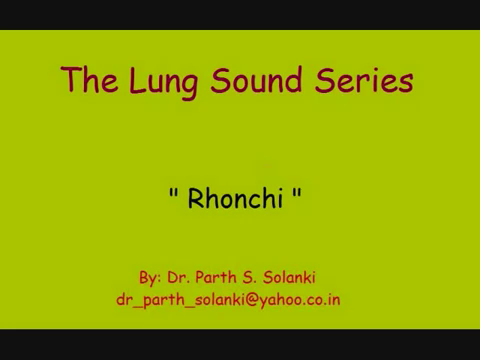 The Lung Sound Series
" Rhonchi "
By: Dr. Parth S. Solanki
dr_parth_solanki@yahoo.co.in